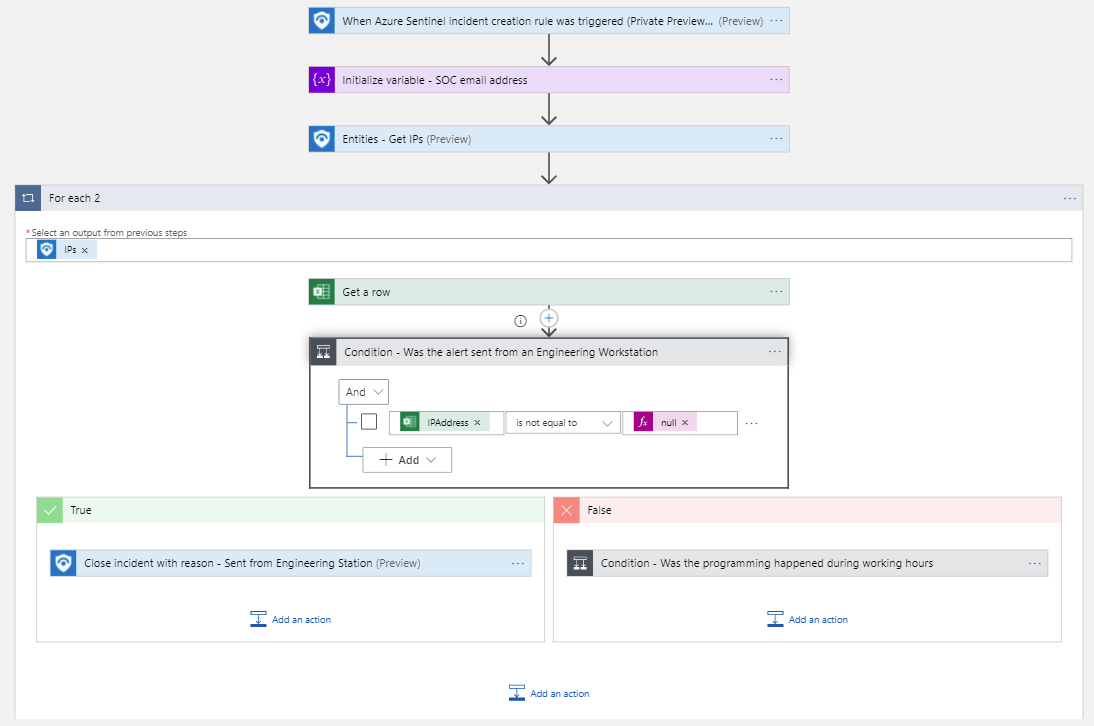 When Azure Sentinel incident creation rule was triggered (Private Preview... (Preview) ...
{x} Initialize variable - SOC email address ...
Entities - Get IPs (Preview) ...
For each 2 ...
*Select an output from previous steps
IPs ×
Get a row ...
Condition - Was the alert sent from an Engineering Workstation ...
And
IPAddress × is not equal to fx null × ...
Add
True
False
Close incident with reason - Sent from Engineering Station (Preview) ...
Condition - Was the programming happened during working hours ...
Add an action
Add an action
Add an action